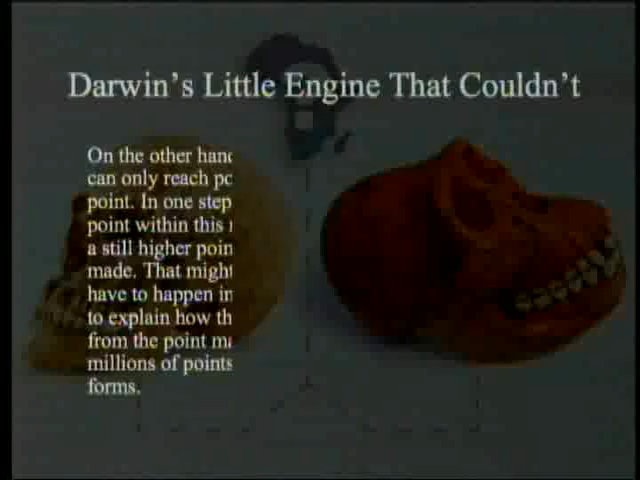 Darwin's Little Engine That Couldn't
On the other hand
can only reach
point. In one step
point within this
a still higher poin
made. That might
have to happen in
to explain how th
from the point
millions of points
forms.